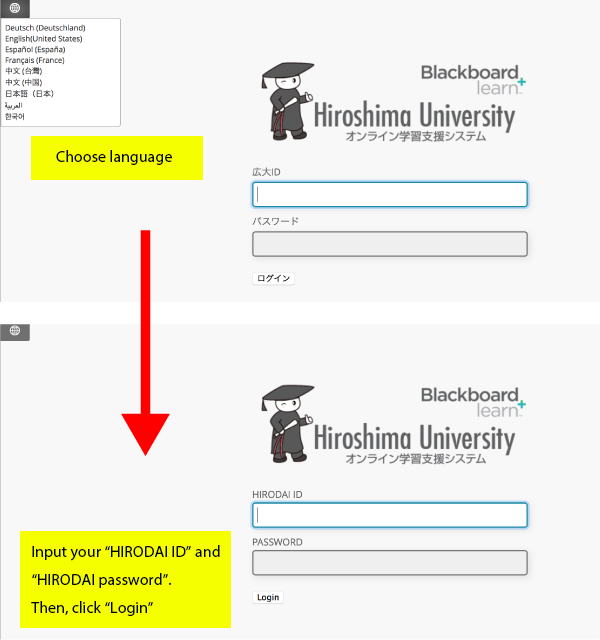 Deutsch (Deutschland)
English(United States)
Español (España)
Français (France)
中文 (台灣)
中文 (中国)
日本語（日本）
العربية
한국어
Choose language
Blackboard
learn+
Hiroshima University
オンライン学習支援システム
広大ID
パスワード
ログイン
Blackboard
learn+
Hiroshima University
オンライン学習支援システム
HIRODAI ID
PASSWORD
Login
Input your “HIRODAI ID” and
“HIRODAI password”.
Then, click “Login”